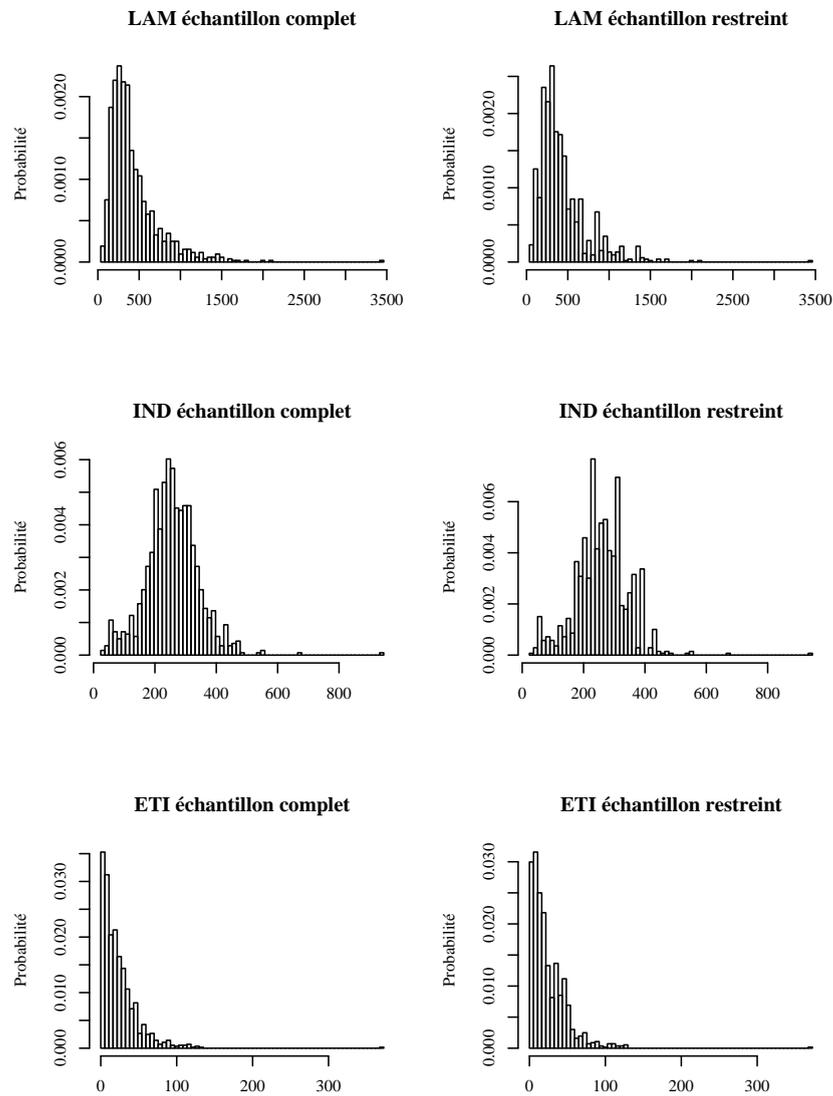 LAM échantillon complet
Probabilité
0.0000 0.0010 0.0020
0 500 1500 2500 3500
LAM échantillon restreint
Probabilité
0.0000 0.0010 0.0020
0 500 1500 2500 3500
IND échantillon complet
Probabilité
0.000 0.002 0.004 0.006
0 200 400 600 800
IND échantillon restreint
Probabilité
0.000 0.002 0.004 0.006
0 200 400 600 800
ETI échantillon complet
Probabilité
0.000 0.010 0.020 0.030
0 100 200 300
ETI échantillon restreint
Probabilité
0.000 0.010 0.020 0.030
0 100 200 300